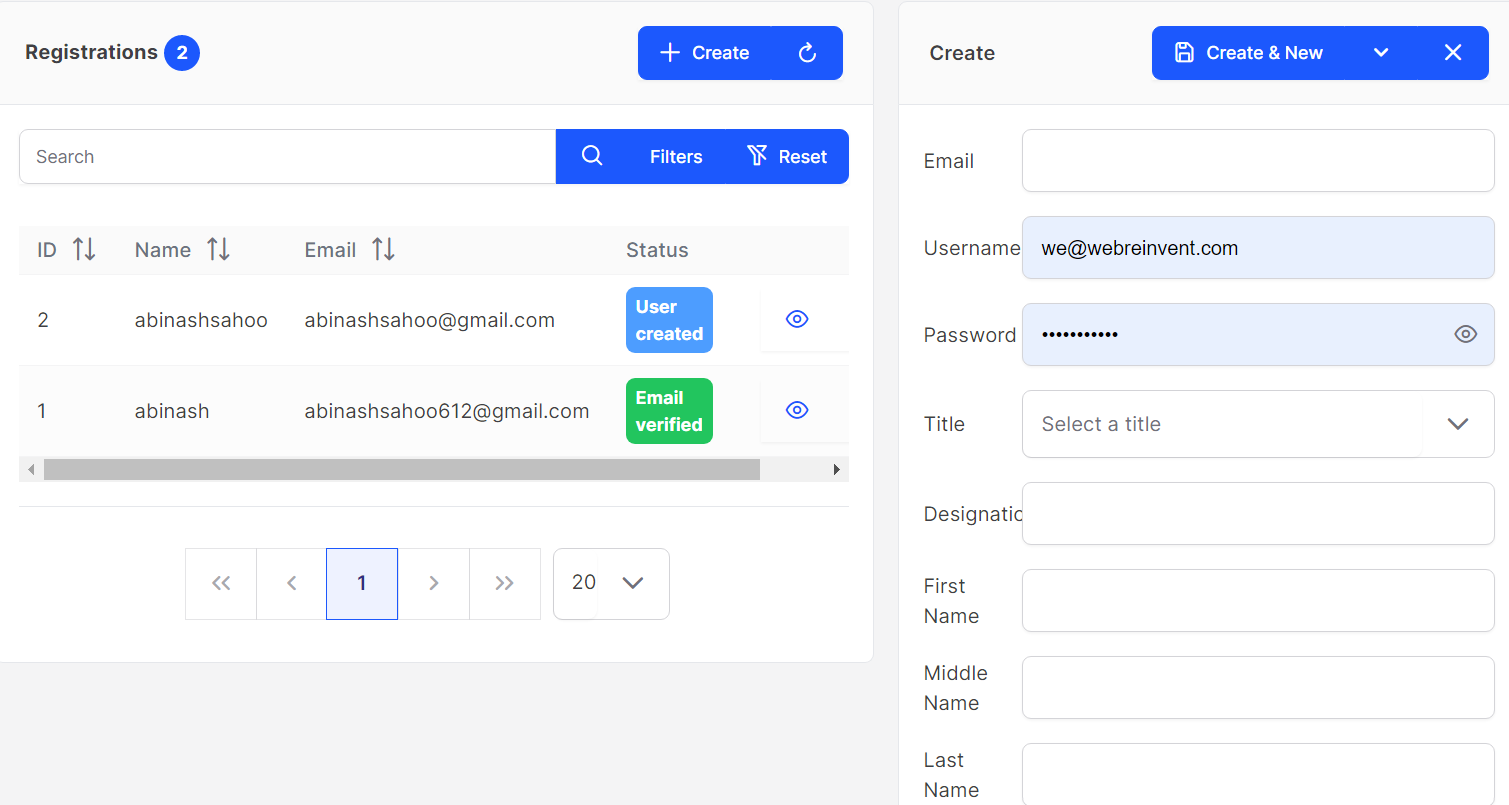 Registrations 2
Create
Search
Filters
Reset
ID Name Email Status
2 abinashsahoo abinashsahoo@gmail.com User
created
1 abinash abinashsahoo612@gmail.com Email
verified
1
20
Create
Create & New
Email
Username we@webreinvent.com
Password •••••••••••
Title Select a title
Designatic
First
Name
Middle
Name
Last
Name